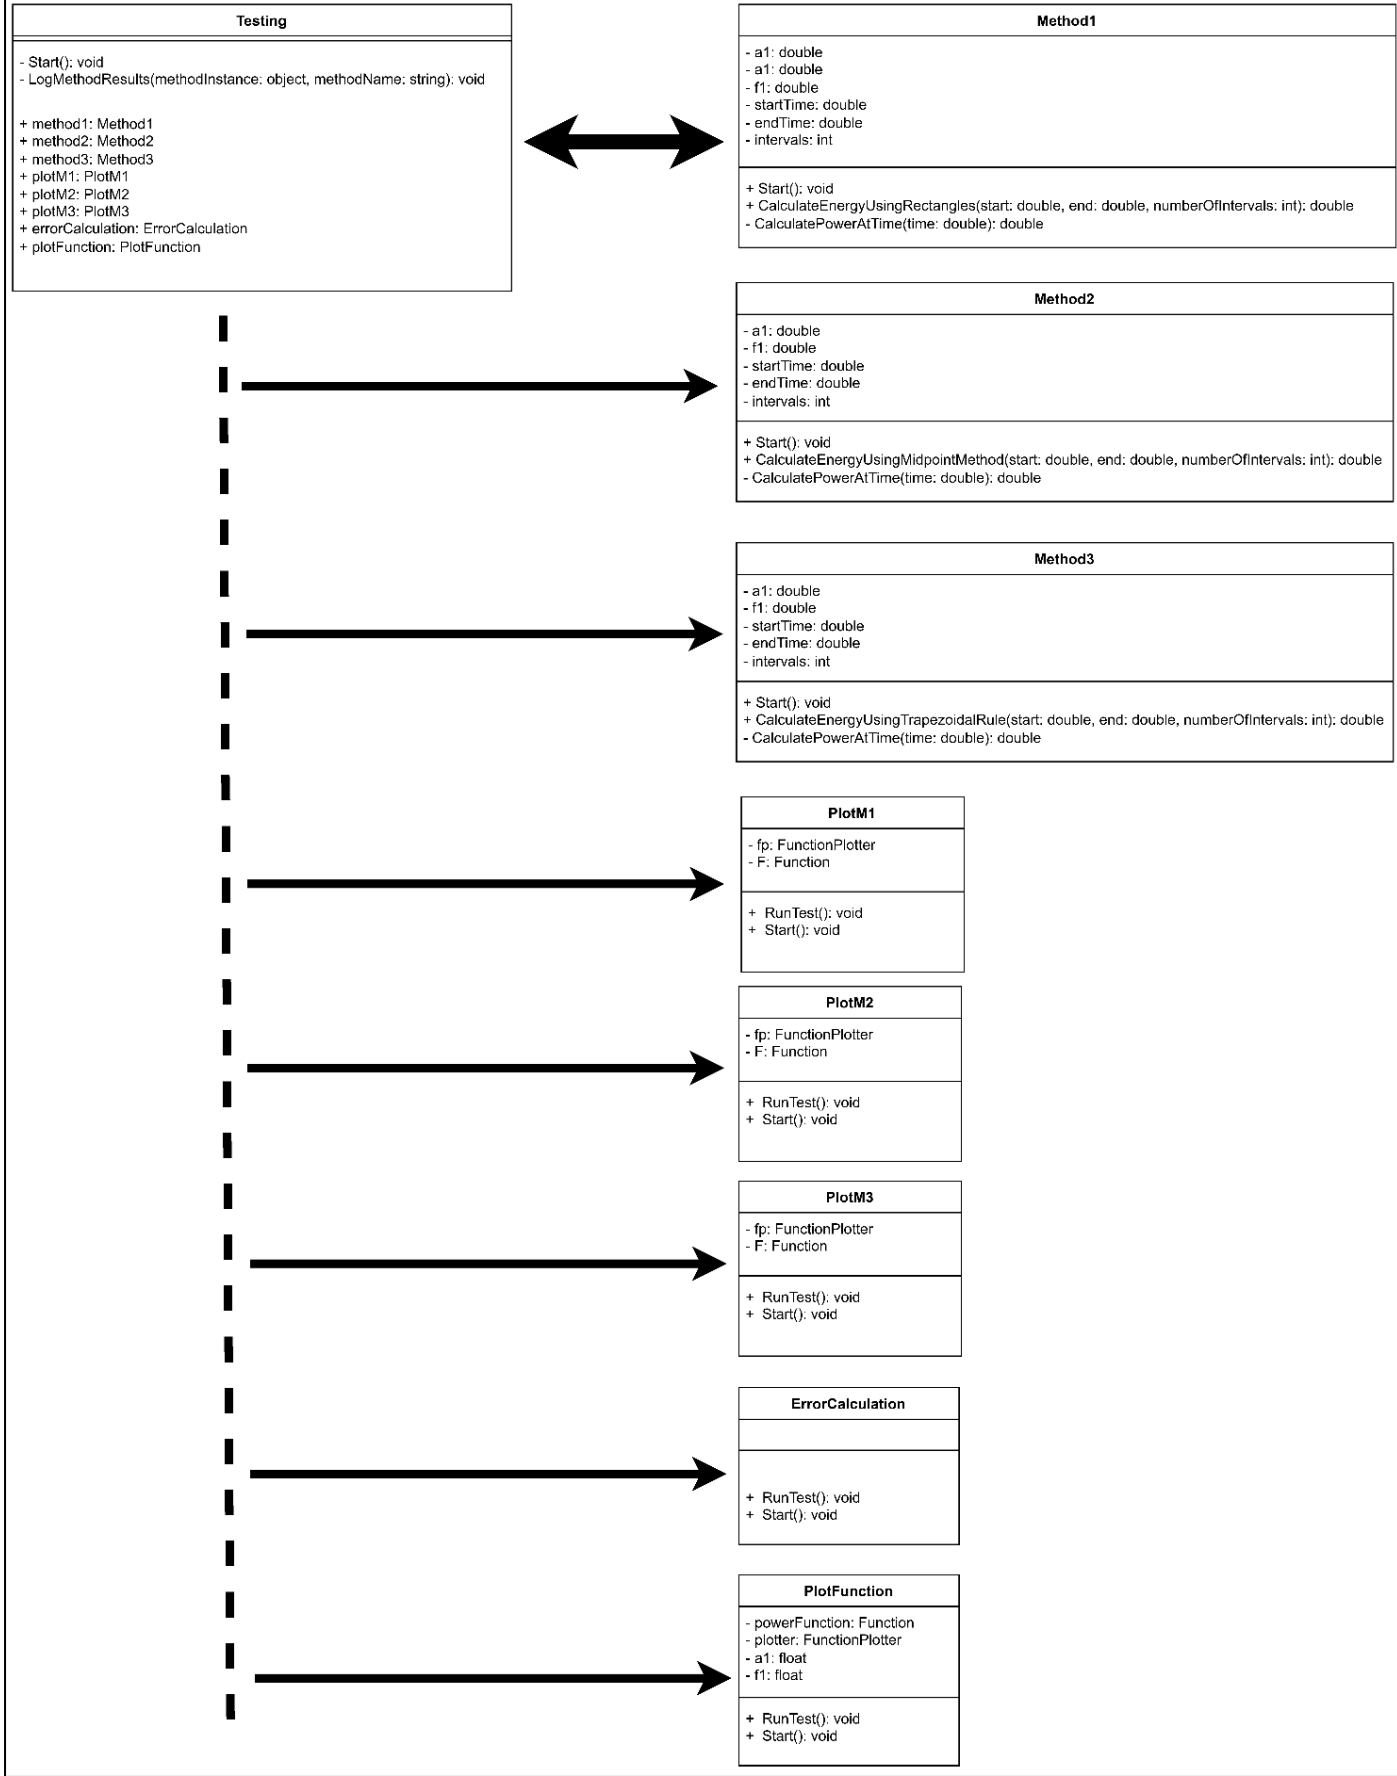 Testing
- Start(): void
- LogMethodResults(methodInstance: object, methodName: string): void
+ method1: Method1
+ method2: Method2
+ method3: Method3
+ plotM1: PlotM1
+ plotM2: PlotM2
+ plotM3: PlotM3
+ errorCalculation: ErrorCalculation
+ plotFunction: PlotFunction
Method1
- a1: double
- a1: double
- f1: double
- startTime: double
- endTime: double
- intervals: int
+ Start(): void
+ CalculateEnergyUsingRectangles(start: double, end: double, numberOfIntervals: int): double
- CalculatePowerAtTime(time: double): double
Method2
- a1: double
- f1: double
- startTime: double
- endTime: double
- intervals: int
+ Start(): void
+ CalculateEnergyUsingMidpointMethod(start: double, end: double, numberOfIntervals: int): double
- CalculatePowerAtTime(time: double): double
Method3
- a1: double
- f1: double
- startTime: double
- endTime: double
- intervals: int
+ Start(): void
+ CalculateEnergyUsingTrapezoidalRule(start: double, end: double, numberOfIntervals: int): double
- CalculatePowerAtTime(time: double): double
PlotM1
- fp: FunctionPlotter
- F: Function
+ RunTest(): void
+ Start(): void
PlotM2
- fp: FunctionPlotter
- F: Function
+ RunTest(): void
+ Start(): void
PlotM3
- fp: FunctionPlotter
- F: Function
+ RunTest(): void
+ Start(): void
ErrorCalculation
+ RunTest(): void
+ Start(): void
PlotFunction
- powerFunction: Function
- plotter: FunctionPlotter
- a1: float
- f1: float
+ RunTest(): void
+ Start(): void